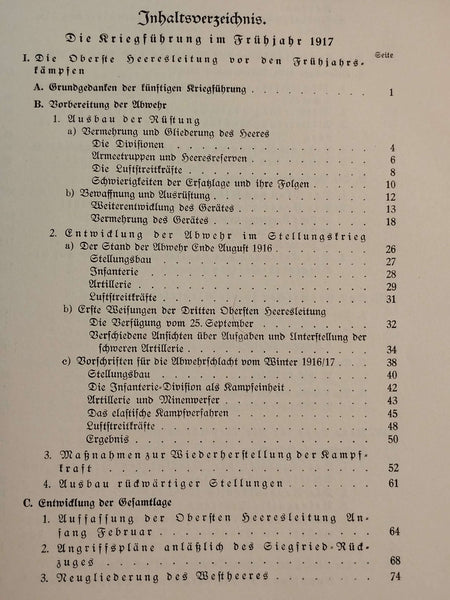 Inhaltsverzeichnis.
Die Kriegführung im Frühjahr 1917
Seite
I. Die Oberste Heeresleitung vor den Frühjahrs-
kämpfen
A. Grundgedanken der künftigen Kriegführung . . . . . . . . . 1
B. Vorbereitung der Abwehr
1. Ausbau der Rüstung
a) Vermehrung und Gliederung des Heeres
Die Divisionen . . . . . . . . . 4
Armeetruppen und Heeresreserven . . . . . . . . . 6
Die Luftstreitkräfte . . . . . . . . . 8
Schwierigkeiten der Ersatzlage und ihre Folgen . . . . . 10
b) Bewaffnung und Ausrüstung . . . . . . . . . 12
Weiterentwicklung des Gerätes . . . . . . . . . 13
Vermehrung des Gerätes . . . . . . . . . 18
2. Entwicklung der Abwehr im Stellungskrieg
a) Der Stand der Abwehr Ende August 1916 . . . . . . . . . 26
Stellungsbau . . . . . . . . . 27
Infanterie . . . . . . . . . 28
Artillerie . . . . . . . . . 29
Luftstreitkräfte . . . . . . . . . 31
b) Erste Weisungen der Dritten Obersten Heeresleitung
Die Verfügung vom 25. September . . . . . . . . . 32
Verschiedene Ansichten über Aufgaben und Unterstellung der
schweren Artillerie . . . . . . . . . 34
c) Vorschriften für die Abwehrschlacht vom Winter 1916/17 . . 38
Stellungsbau . . . . . . . . . 40
Die Infanterie-Division als Kampfeinheit . . . . . . . . . 42
Artillerie und Minenwerfer . . . . . . . . . 43
Das elastische Kampfverfahren . . . . . . . . . 45
Luftstreitkräfte . . . . . . . . . 48
Ergebnis . . . . . . . . . 50
3. Maßnahmen zur Wiederherstellung der Kampf-
kraft . . . . . . . . . 52
4. Ausbau rückwärtiger Stellungen . . . . . . . . . 61
C. Entwicklung der Gesamtlage
1. Auffassung der Obersten Heeresleitung An-
fang Februar . . . . . . . . . 64
2. Angriffspläne anläßlich des Siegfried-Rück-
zuges . . . . . . . . . 68
3. Neugliederung des Westheeres . . . . . . . . . 74